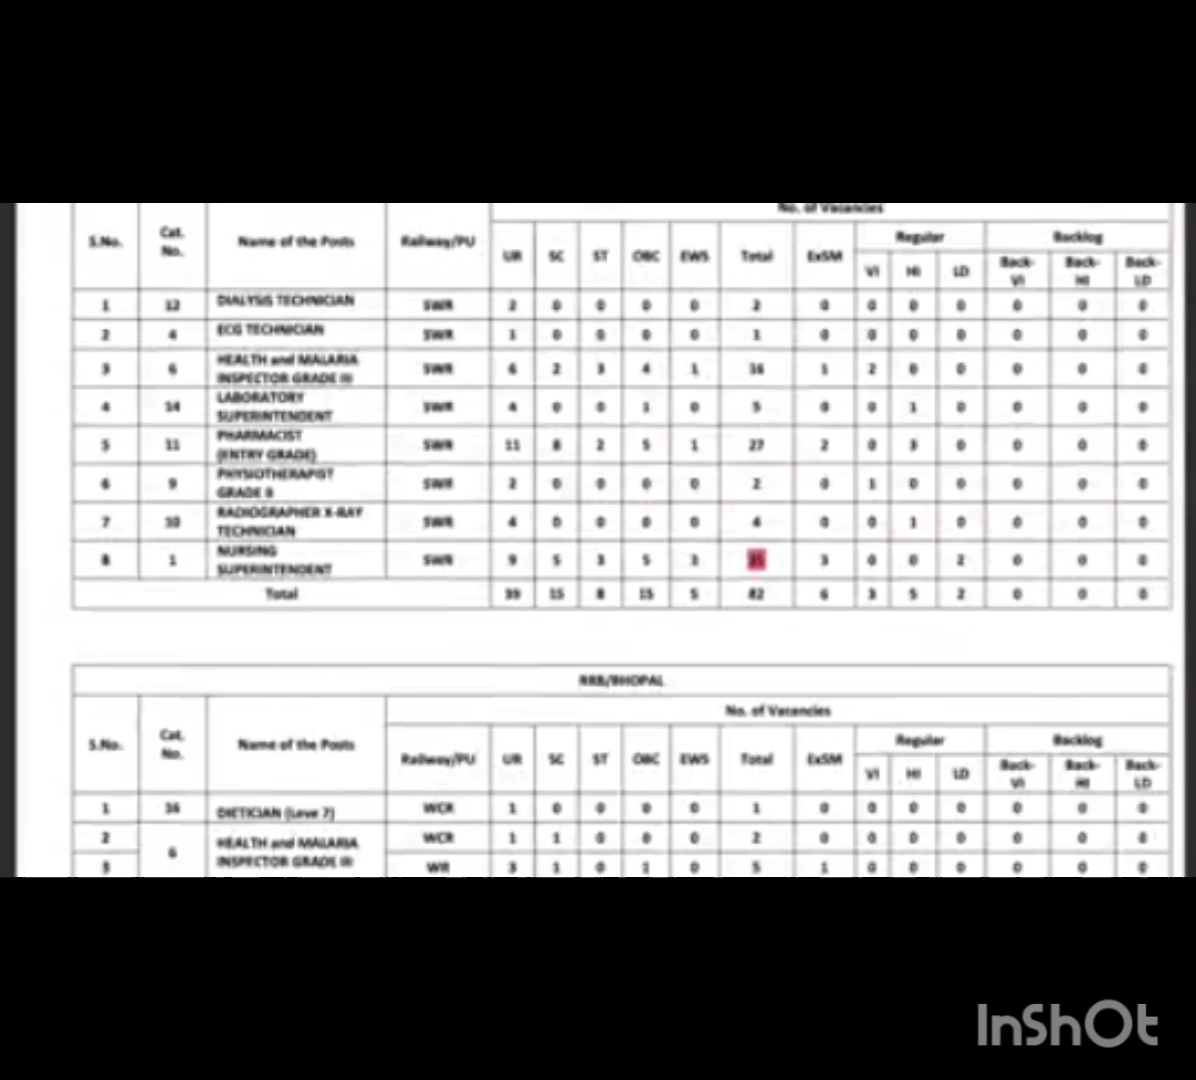 No. of Vacancies
S.No. Cat. No. Name of the Posts Railway/PU UR SC ST OBC EWS Total ExSM Regular Backlog
VI HI LD Back-VI Back-HI Back-LD
1 12 DIALYSIS TECHNICIAN SWR 2 0 0 0 0 2 0 0 0 0 0 0 0
2 4 ECG TECHNICIAN SWR 1 0 0 0 0 1 0 0 0 0 0 0 0
3 6 HEALTH and MALARIA INSPECTOR GRADE III SWR 6 2 3 4 1 16 1 2 0 0 0 0 0
4 14 LABORATORY SUPERINTENDENT SWR 4 0 0 1 0 5 0 0 1 0 0 0 0
5 11 PHARMACIST (ENTRY GRADE) SWR 11 8 2 5 1 27 2 0 3 0 0 0 0
6 9 PHYSIOTHERAPIST GRADE II SWR 2 0 0 0 0 2 0 1 0 0 0 0 0
7 10 RADIOGRAPHER X-RAY TECHNICIAN SWR 4 0 0 0 0 4 0 0 1 0 0 0 0
8 1 NURSING SUPERINTENDENT SWR 9 5 3 5 3 25 3 0 0 2 0 0 0
Total 39 15 8 15 5 82 6 3 5 2 0 0 0
RRB/BHOPAL
No. of Vacancies
S.No. Cat. No. Name of the Posts Railway/PU UR SC ST OBC EWS Total ExSM Regular Backlog
VI HI LD Back-VI Back-HI Back-LD
1 16 DIETICIAN (Leve 7) WCR 1 0 0 0 0 1 0 0 0 0 0 0 0
2 6 HEALTH and MALARIA INSPECTOR GRADE III WCR 1 1 0 0 0 2 0 0 0 0 0 0 0
3 WR 3 1 0 1 0 5 1 0 0 0 0 0 0
InShOt